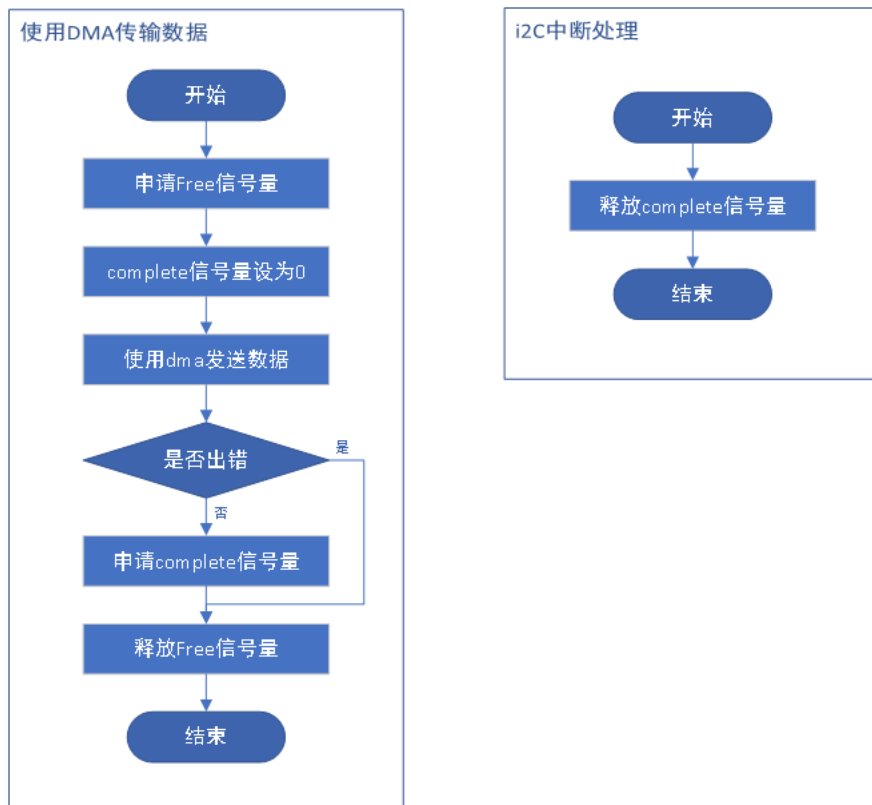 使用DMA传输数据
开始
申请Free信号量
complete信号量设为0
使用dma发送数据
是否出错
是
否
申请complete信号量
释放Free信号量
结束
i2C中断处理
开始
释放complete信号量
结束